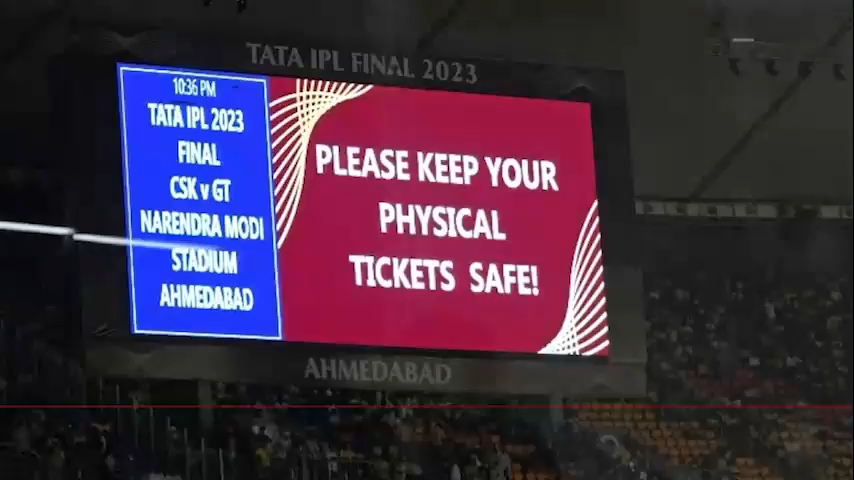 TATA IPL FINAL 2023
10:36 PM
TATA IPL 2023
FINAL
CSK v GT
NARENDRA MODI
STADIUM
AHMEDABAD
PLEASE KEEP YOUR
PHYSICAL
TICKETS SAFE!
AHMEDABAD